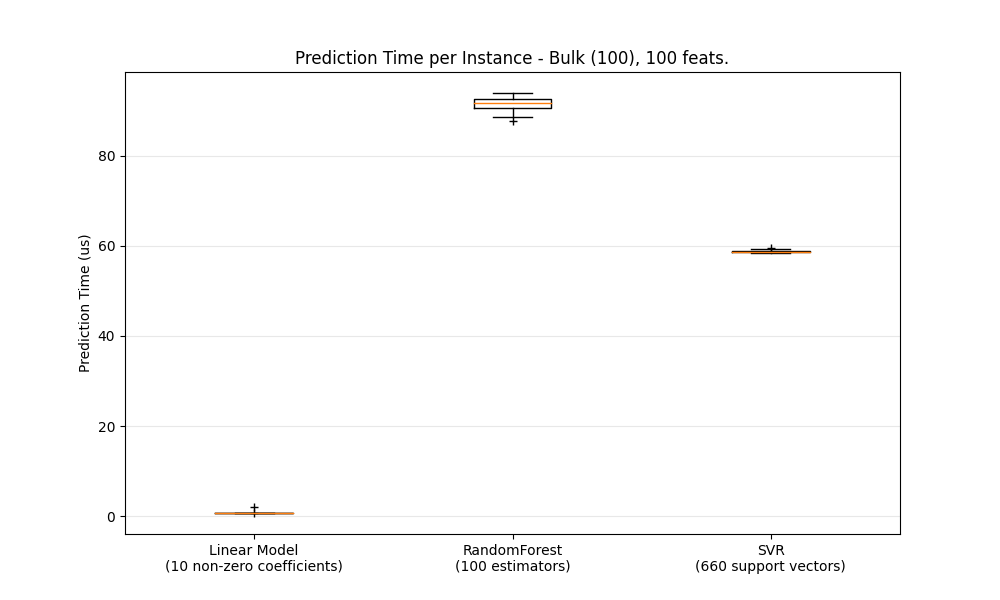 Prediction Time per Instance - Bulk (100), 100 feats.
Prediction Time (us)
80
60
40
20
0
Linear Model
(10 non-zero coefficients)
RandomForest
(100 estimators)
SVR
(660 support vectors)